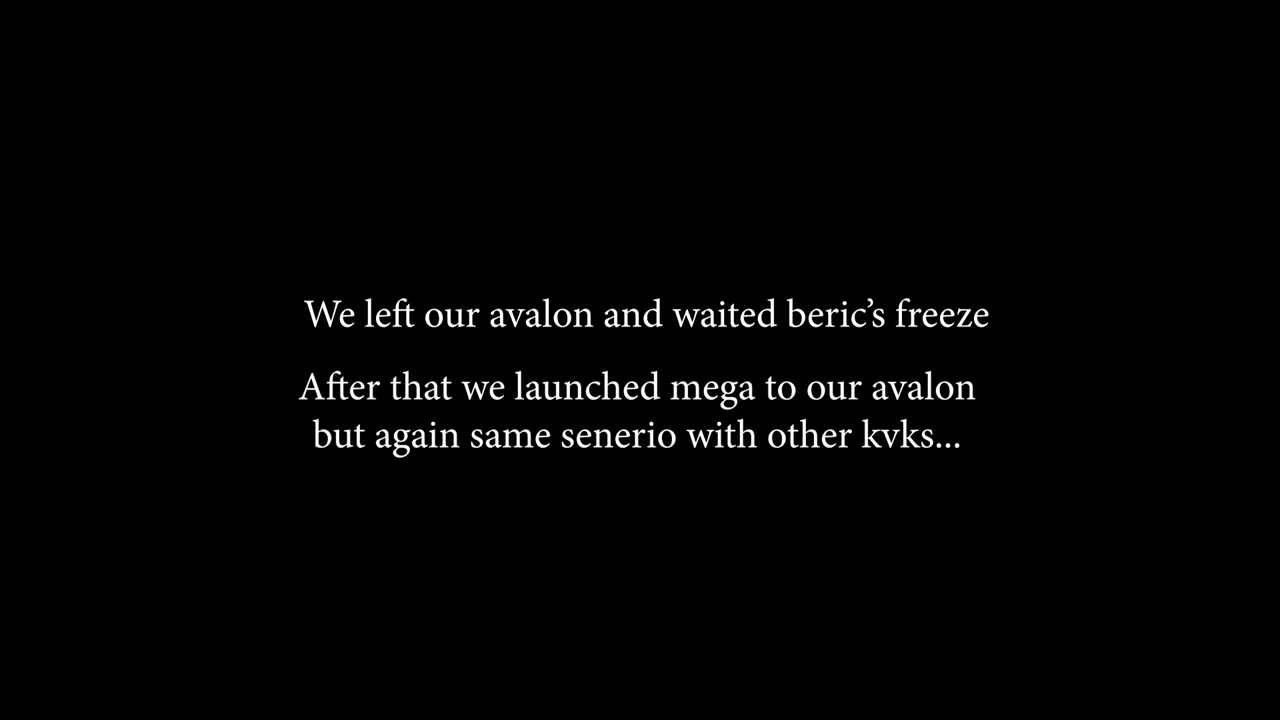 We left our avalon and waited beric’s freeze
After that we launched mega to our avalon
but again same senerio with other kvks...